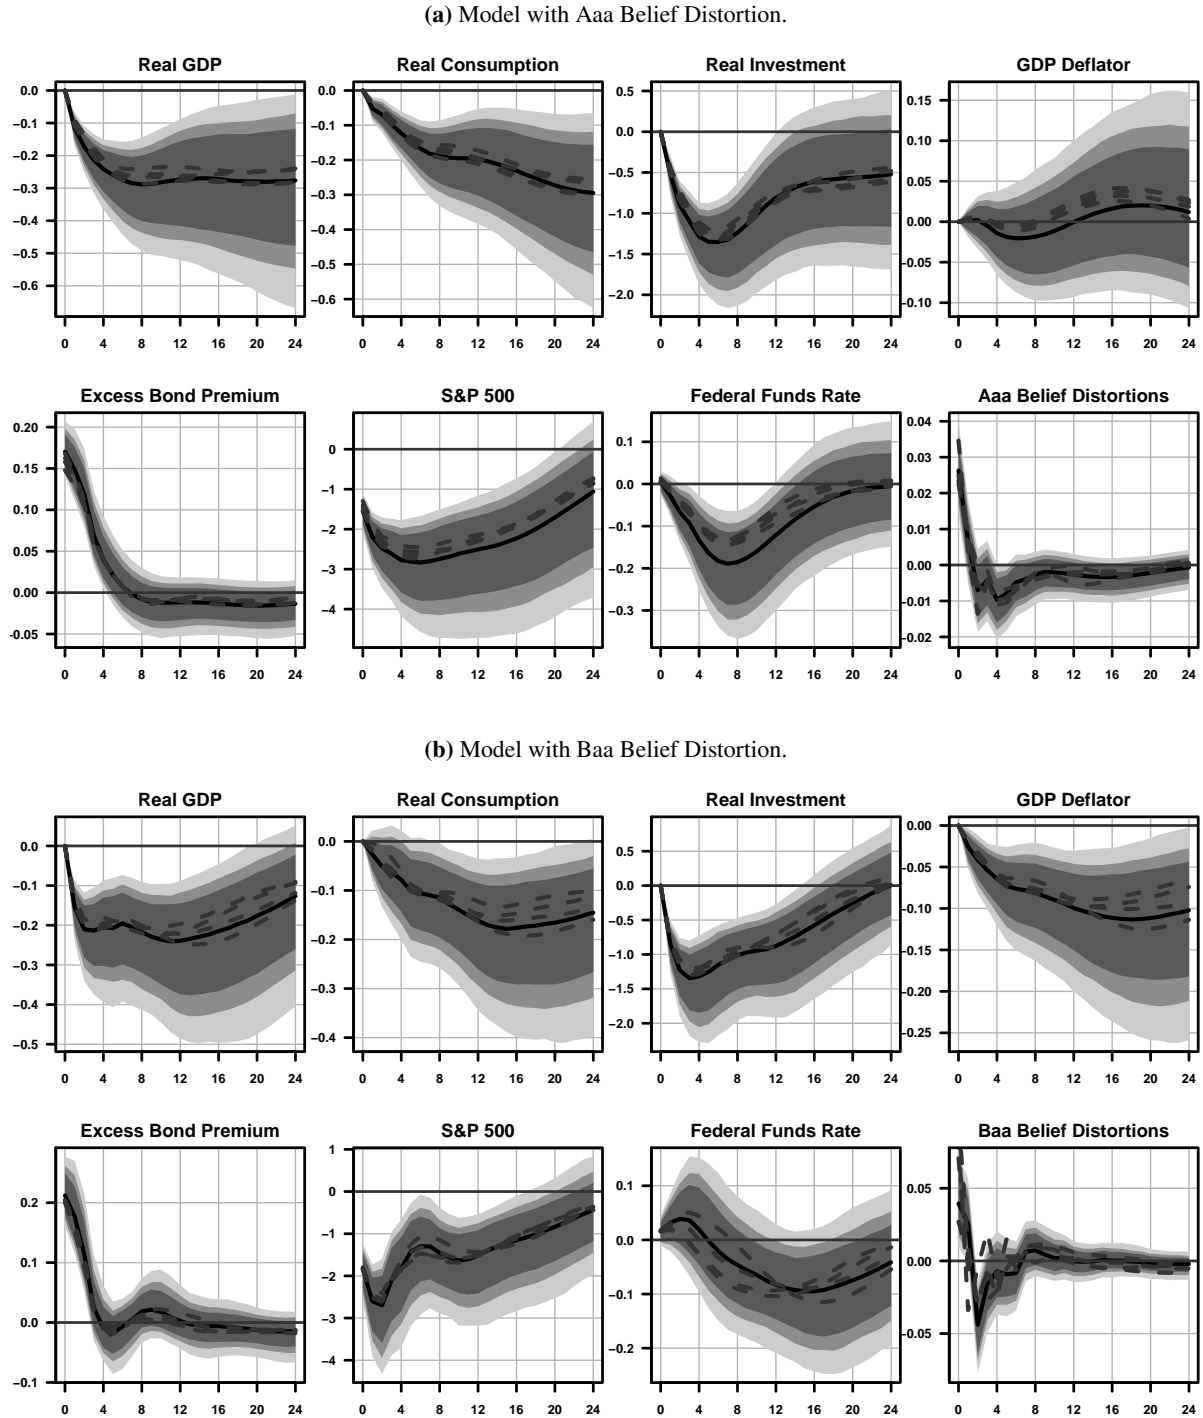 (a) Model with Aaa Belief Distortion.
Real GDP
0.0
−0.1
−0.2
−0.3
−0.4
−0.5
−0.6
0 4 8 12 16 20 24
Real Consumption
0.0
−0.1
−0.2
−0.3
−0.4
−0.5
−0.6
0 4 8 12 16 20 24
Real Investment
0.5
0.0
−0.5
−1.0
−1.5
−2.0
0 4 8 12 16 20 24
GDP Deflator
0.15
0.10
0.05
0.00
−0.05
−0.10
0 4 8 12 16 20 24
Excess Bond Premium
0.20
0.15
0.10
0.05
0.00
−0.05
0 4 8 12 16 20 24
S&P 500
0
−1
−2
−3
−4
0 4 8 12 16 20 24
Federal Funds Rate
0.1
0.0
−0.1
−0.2
−0.3
0 4 8 12 16 20 24
Aaa Belief Distortions
0.04
0.03
0.02
0.01
0.00
−0.01
−0.02
0 4 8 12 16 20 24
(b) Model with Baa Belief Distortion.
Real GDP
0.0
−0.1
−0.2
−0.3
−0.4
−0.5
0 4 8 12 16 20 24
Real Consumption
0.0
−0.1
−0.2
−0.3
−0.4
0 4 8 12 16 20 24
Real Investment
0.5
0.0
−0.5
−1.0
−1.5
−2.0
0 4 8 12 16 20 24
GDP Deflator
0.00
−0.05
−0.10
−0.15
−0.20
−0.25
0 4 8 12 16 20 24
Excess Bond Premium
0.2
0.1
0.0
−0.1
0 4 8 12 16 20 24
S&P 500
1
0
−1
−2
−3
−4
0 4 8 12 16 20 24
Federal Funds Rate
0.1
0.0
−0.1
−0.2
0 4 8 12 16 20 24
Baa Belief Distortions
0.05
0.00
−0.05
0 4 8 12 16 20 24